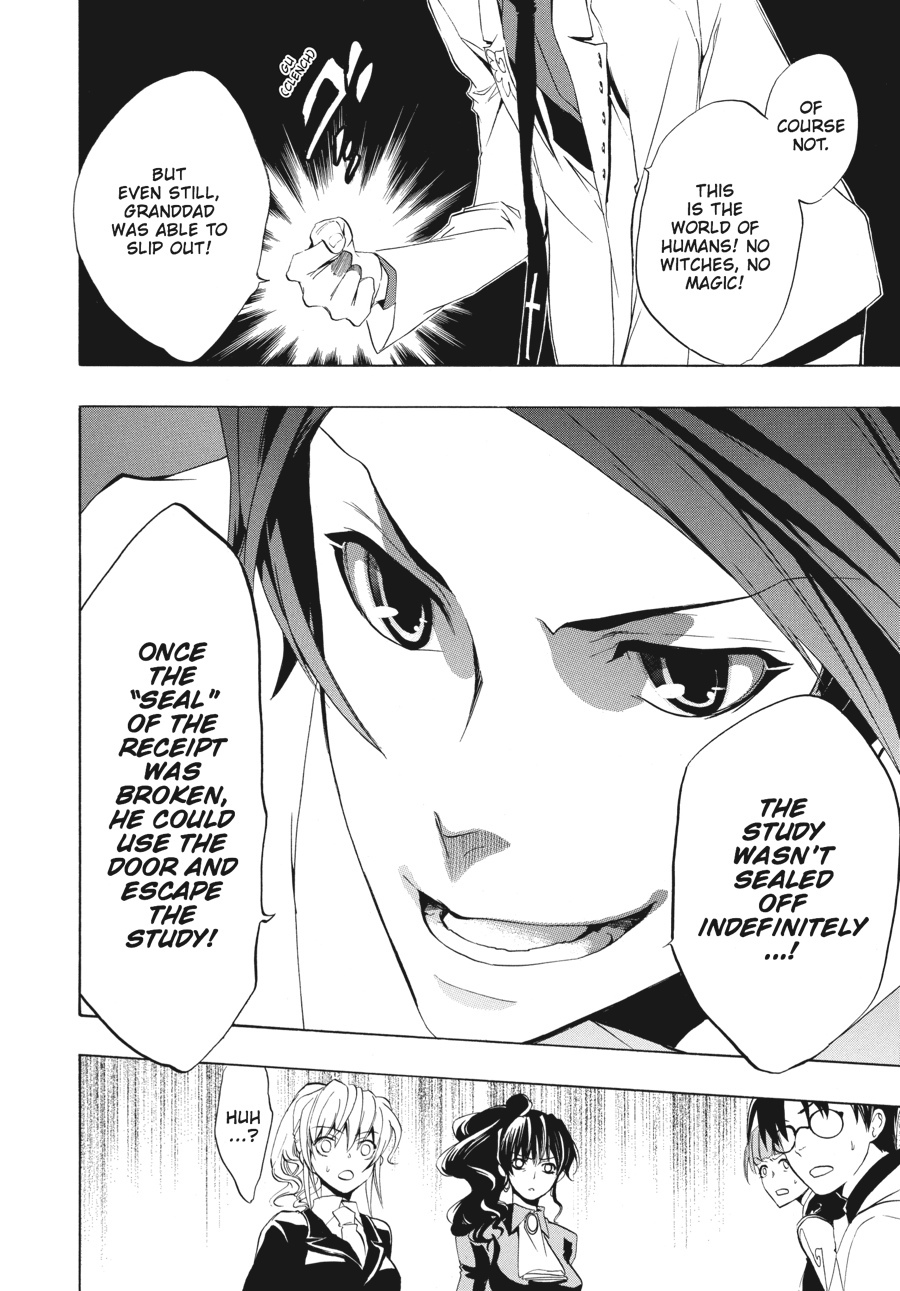 OF
COURSE
NOT.
THIS
IS THE
WORLD OF
HUMANS! NO
WITCHES, NO
MAGIC!
グッ
GU
(CLENCH)
BUT
EVEN STILL,
GRANDDAD
WAS ABLE TO
SLIP OUT!
THE
STUDY
WASN'T
SEALED
OFF
INDEFINITELY
...!
ONCE
THE
“SEAL”
OF THE
RECEIPT
WAS
BROKEN,
HE COULD
USE THE
DOOR AND
ESCAPE
THE
STUDY!
HUH
...?